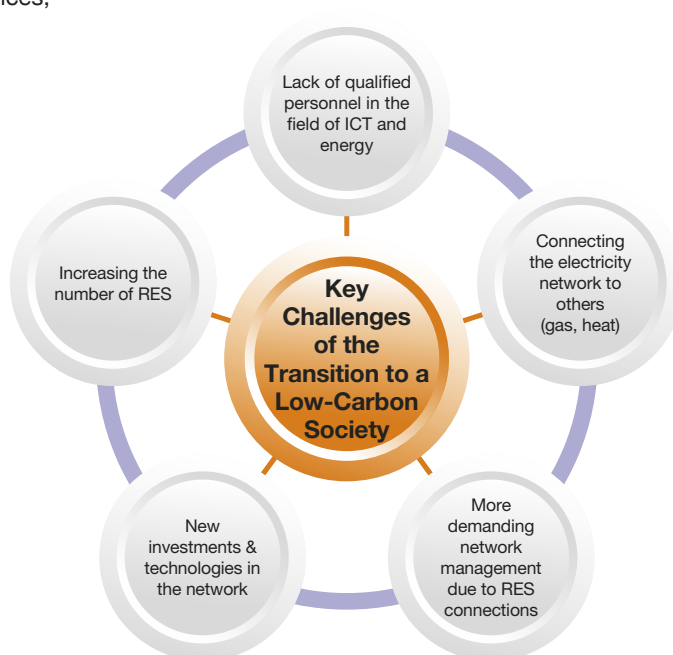 Lack of qualified
personnel in the
field of ICT and
energy
Connecting
the electricity
network to
others
(gas, heat)
More
demanding
network
management
due to RES
connections
New
investments &
technologies in
the network
Increasing the
number of RES
Key
Challenges
of the
Transition to a
Low-Carbon
Society